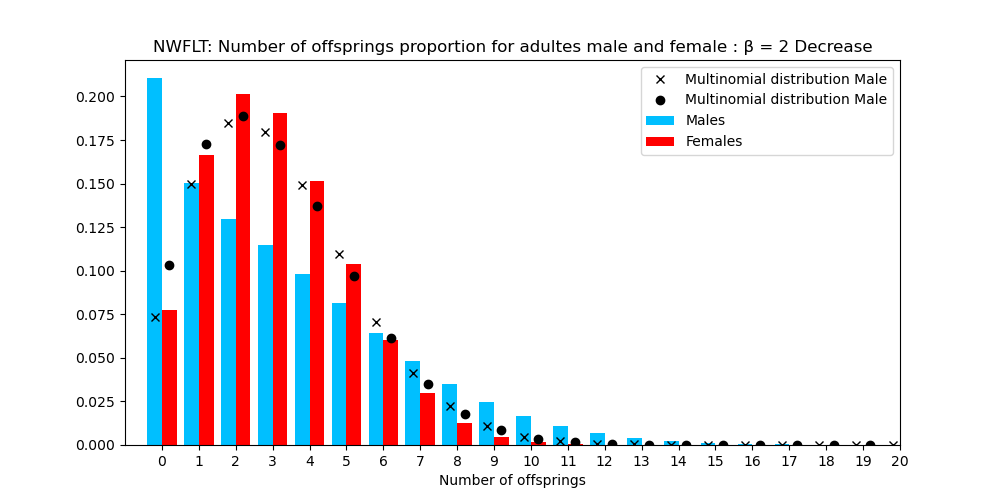 NWFLT: Number of offsprings proportion for adultes male and female : β = 2 Decrease
Multinomial distribution Male
Multinomial distribution Male
Males
Females
0.200
0.175
0.150
0.125
0.100
0.075
0.050
0.025
0.000
0 1 2 3 4 5 6 7 8 9 10 11 12 13 14 15 16 17 18 19 20
Number of offsprings